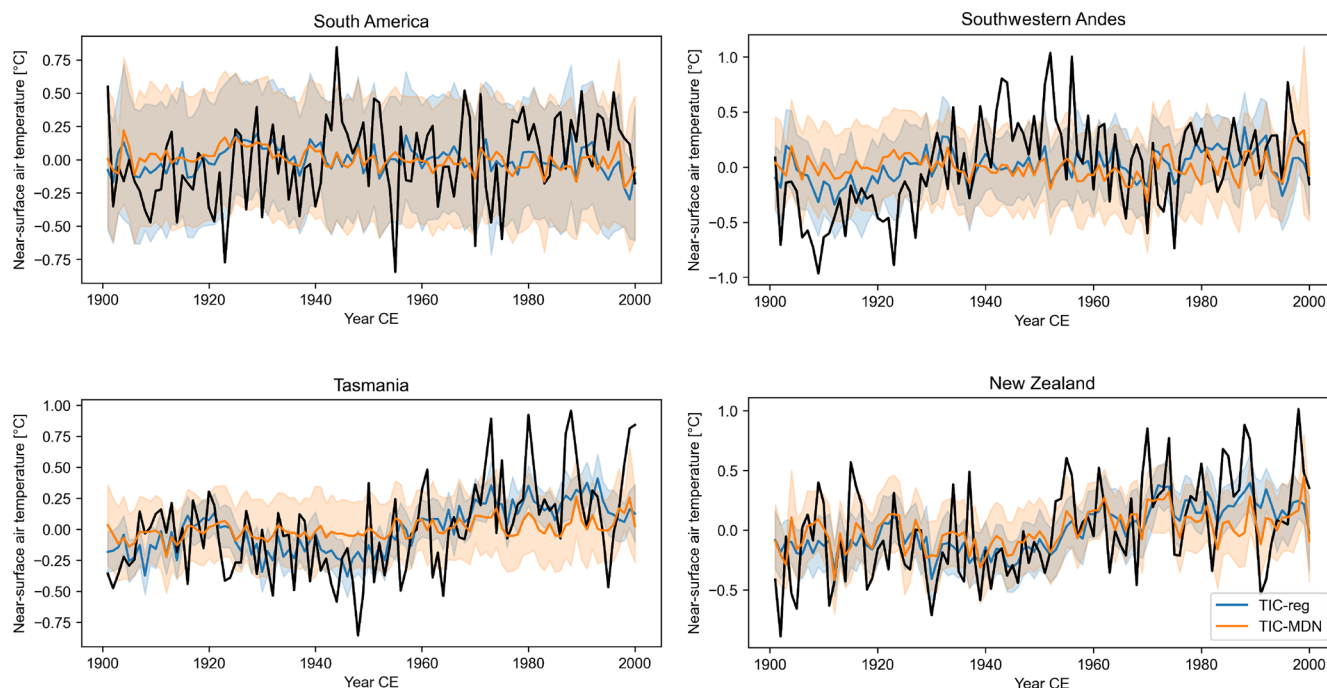 South America
Near-surface air temperature [°C]
0.75
0.50
0.25
0.00
−0.25
−0.50
−0.75
1900 1920 1940 1960 1980 2000
Year CE
Southwestern Andes
Near-surface air temperature [°C]
1.0
0.5
0.0
−0.5
−1.0
1900 1920 1940 1960 1980 2000
Year CE
Tasmania
Near-surface air temperature [°C]
1.00
0.75
0.50
0.25
0.00
−0.25
−0.50
−0.75
1900 1920 1940 1960 1980 2000
Year CE
New Zealand
Near-surface air temperature [°C]
1.0
0.5
0.0
−0.5
1900 1920 1940 1960 1980 2000
Year CE
TIC-reg
TIC-MDN